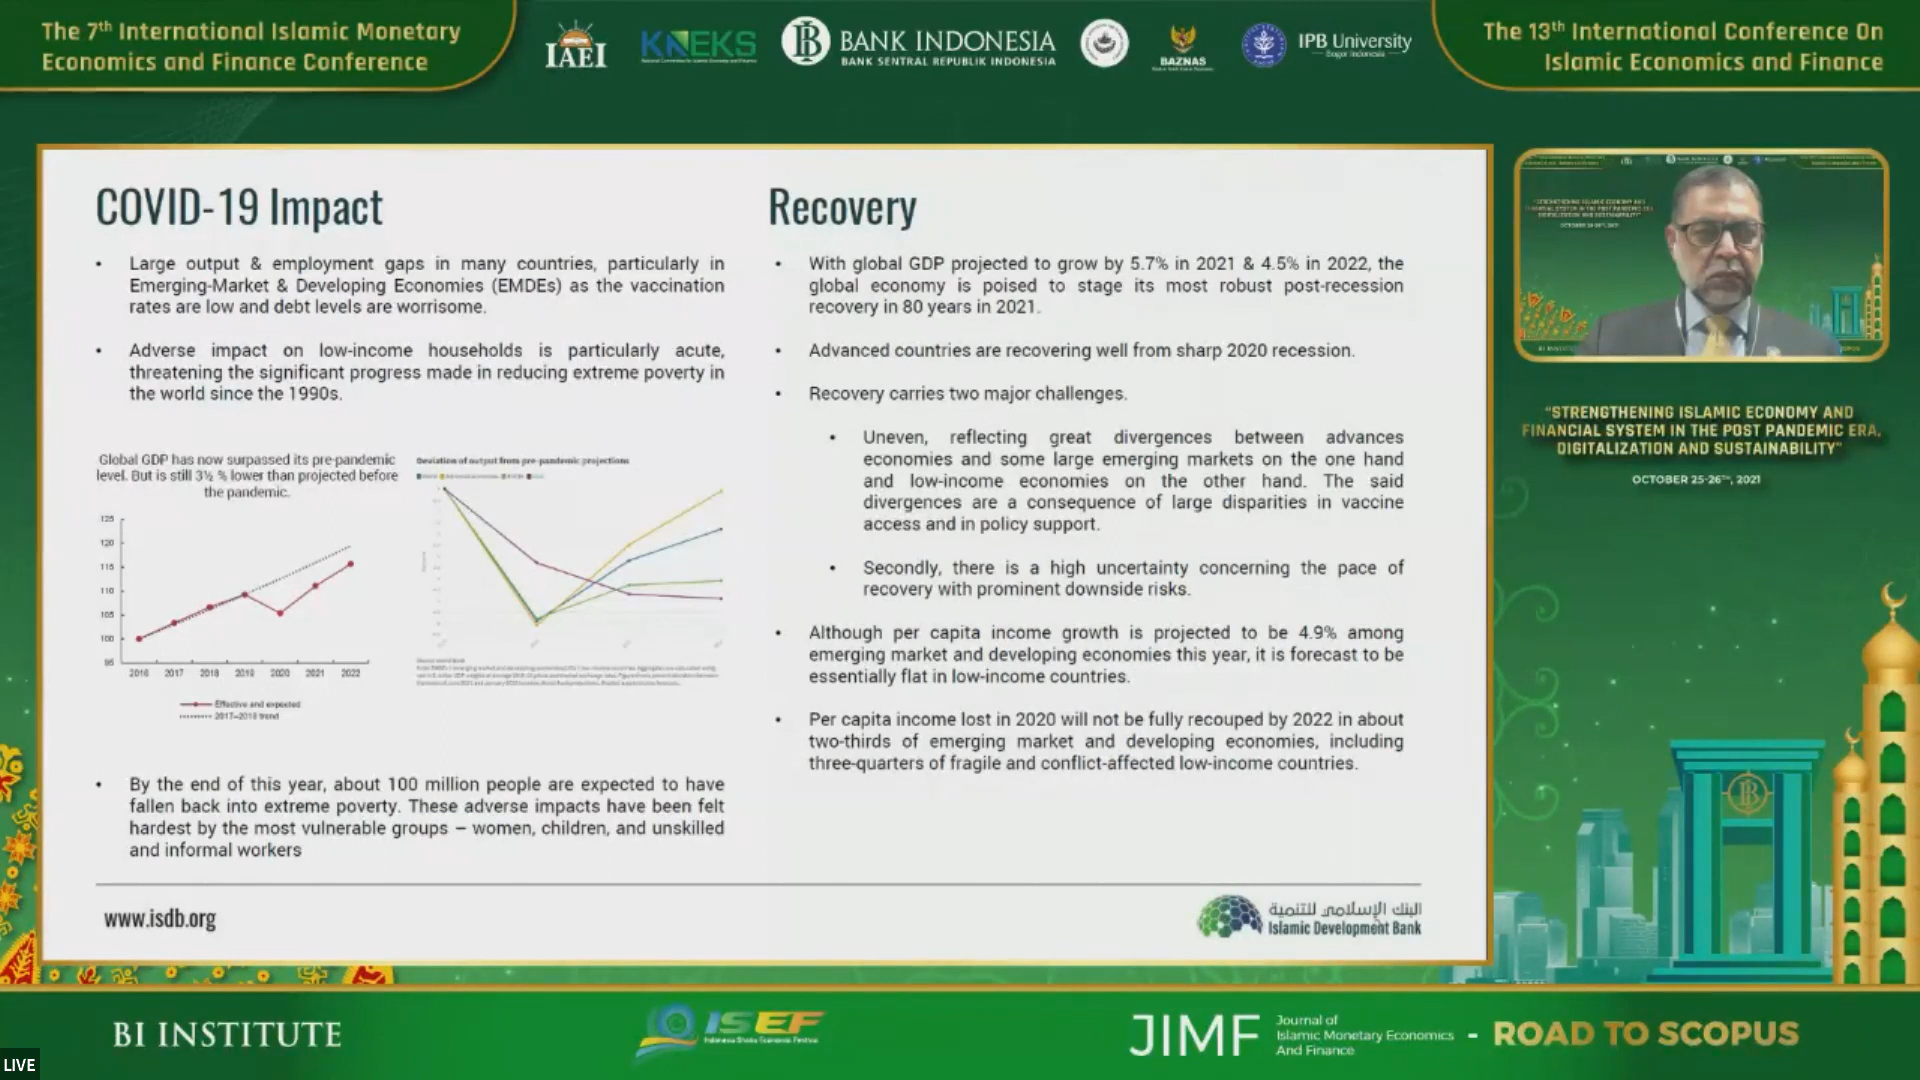 The 7th International Islamic Monetary
Economics and Finance Conference
IAEI
KNEKS
BANK INDONESIA
BANK SENTRAL REPUBLIK INDONESIA
BAZNAS
IPB University
Bogor Indonesia
The 13th International Conference On
Islamic Economics and Finance
COVID-19 Impact
• Large output & employment gaps in many countries, particularly in
Emerging-Market & Developing Economies (EMDEs) as the vaccination
rates are low and debt levels are worrisome.
• Adverse impact on low-income households is particularly acute,
threatening the significant progress made in reducing extreme poverty in
the world since the 1990s.
Global GDP has now surpassed its pre-pandemic
level. But is still 3½ % lower than projected before
the pandemic.
125
120
115
110
105
100
95
2016 2017 2018 2019 2020 2021 2022
Effective and expected
2017–2019 trend
Deviation of output from pre-pandemic projections
• By the end of this year, about 100 million people are expected to have
fallen back into extreme poverty. These adverse impacts have been felt
hardest by the most vulnerable groups – women, children, and unskilled
and informal workers
Recovery
• With global GDP projected to grow by 5.7% in 2021 & 4.5% in 2022, the
global economy is poised to stage its most robust post-recession
recovery in 80 years in 2021.
• Advanced countries are recovering well from sharp 2020 recession.
• Recovery carries two major challenges.
• Uneven, reflecting great divergences between advances
economies and some large emerging markets on the one hand
and low-income economies on the other hand. The said
divergences are a consequence of large disparities in vaccine
access and in policy support.
• Secondly, there is a high uncertainty concerning the pace of
recovery with prominent downside risks.
• Although per capita income growth is projected to be 4.9% among
emerging market and developing economies this year, it is forecast to be
essentially flat in low-income countries.
• Per capita income lost in 2020 will not be fully recouped by 2022 in about
two-thirds of emerging market and developing economies, including
three-quarters of fragile and conflict-affected low-income countries.
www.isdb.org
البنك الإسلامي للتنمية
Islamic Development Bank
"STRENGTHENING ISLAMIC ECONOMY AND
FINANCIAL SYSTEM IN THE POST PANDEMIC ERA,
DIGITALIZATION AND SUSTAINABILITY"
OCTOBER 25-26TH, 2021
BI INSTITUTE
ISEF
Indonesia Sharia Economic Festival
JIMF
Journal of
Islamic Monetary Economics
And Finance
- ROAD TO SCOPUS
LIVE